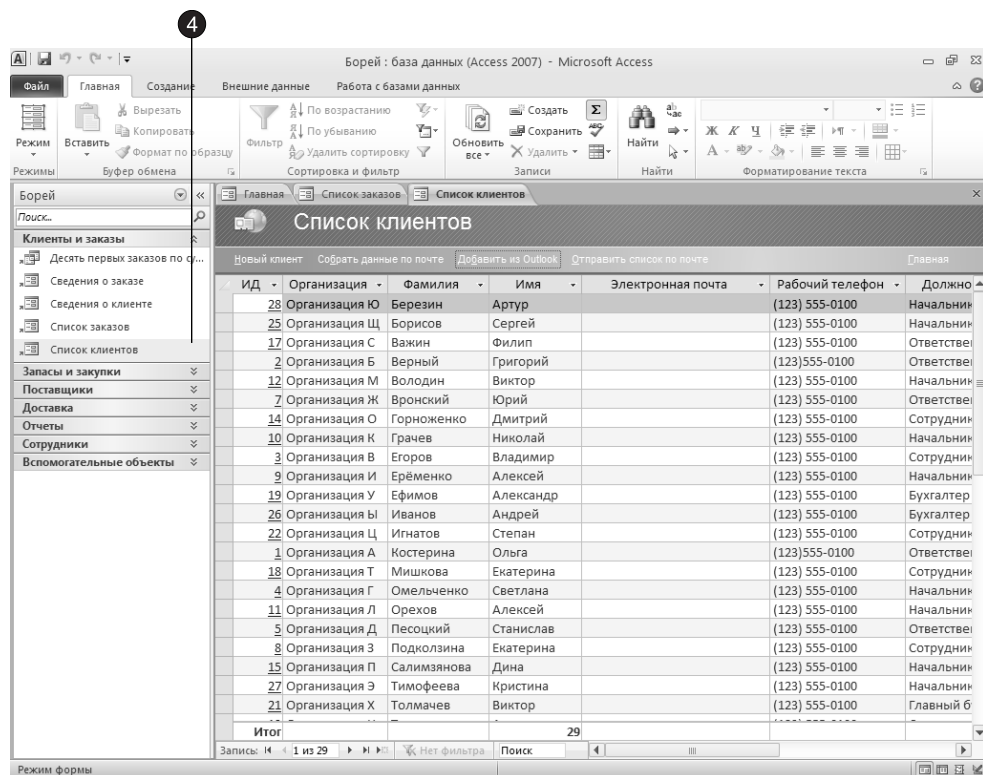 4
Борей : база данных (Access 2007) - Microsoft Access
Файл Главная Создание Внешние данные Работа с базами данных
Режим
Режимы
Вставить
Вырезать
Копировать
Формат по образцу
Буфер обмена
Фильтр
По возрастанию
По убыванию
Удалить сортировку
Сортировка и фильтр
Обновить все
Создать
Сохранить
Удалить
Записи
Найти
Найти
Ж К Ч
Форматирование текста
Борей
Поиск...
Клиенты и заказы
Десять первых заказов по су...
Сведения о заказе
Сведения о клиенте
Список заказов
Список клиентов
Запасы и закупки
Поставщики
Доставка
Отчеты
Сотрудники
Вспомогательные объекты
Главная Список заказов Список клиентов
Список клиентов
Новый клиент Собрать данные по почте Добавить из Outlook Отправить список по почте Главная
ИД Организация Фамилия Имя Электронная почта Рабочий телефон Должно
28 Организация Ю Березин Артур (123) 555-0100 Начальник
25 Организация Щ Борисов Сергей (123) 555-0100 Начальник
17 Организация С Важин Филип (123) 555-0100 Ответствен
2 Организация Б Верный Григорий (123)555-0100 Ответствен
12 Организация М Володин Виктор (123) 555-0100 Начальник
7 Организация Ж Вронский Юрий (123) 555-0100 Ответствен
14 Организация О Горноженко Дмитрий (123) 555-0100 Сотрудник
10 Организация К Грачев Николай (123) 555-0100 Начальник
3 Организация В Егоров Владимир (123) 555-0100 Сотрудник
9 Организация И Ерёменко Алексей (123) 555-0100 Начальник
19 Организация У Ефимов Александр (123) 555-0100 Бухгалтер
26 Организация Ы Иванов Андрей (123) 555-0100 Бухгалтер
22 Организация Ц Игнатов Степан (123) 555-0100 Сотрудник
1 Организация А Костерина Ольга (123)555-0100 Ответствен
18 Организация Т Мишкова Екатерина (123) 555-0100 Сотрудник
4 Организация Г Омельченко Светлана (123) 555-0100 Начальник
11 Организация Л Орехов Алексей (123) 555-0100 Начальник
5 Организация Д Песоцкий Станислав (123) 555-0100 Ответствен
8 Организация З Подколзина Екатерина (123) 555-0100 Сотрудник
15 Организация П Салимзянова Дина (123) 555-0100 Начальник
27 Организация Э Тимофеева Кристина (123) 555-0100 Начальник
21 Организация Х Толмачев Виктор (123) 555-0100 Главный б
Итог 29
Запись: 1 из 29 Нет фильтра Поиск
Режим формы